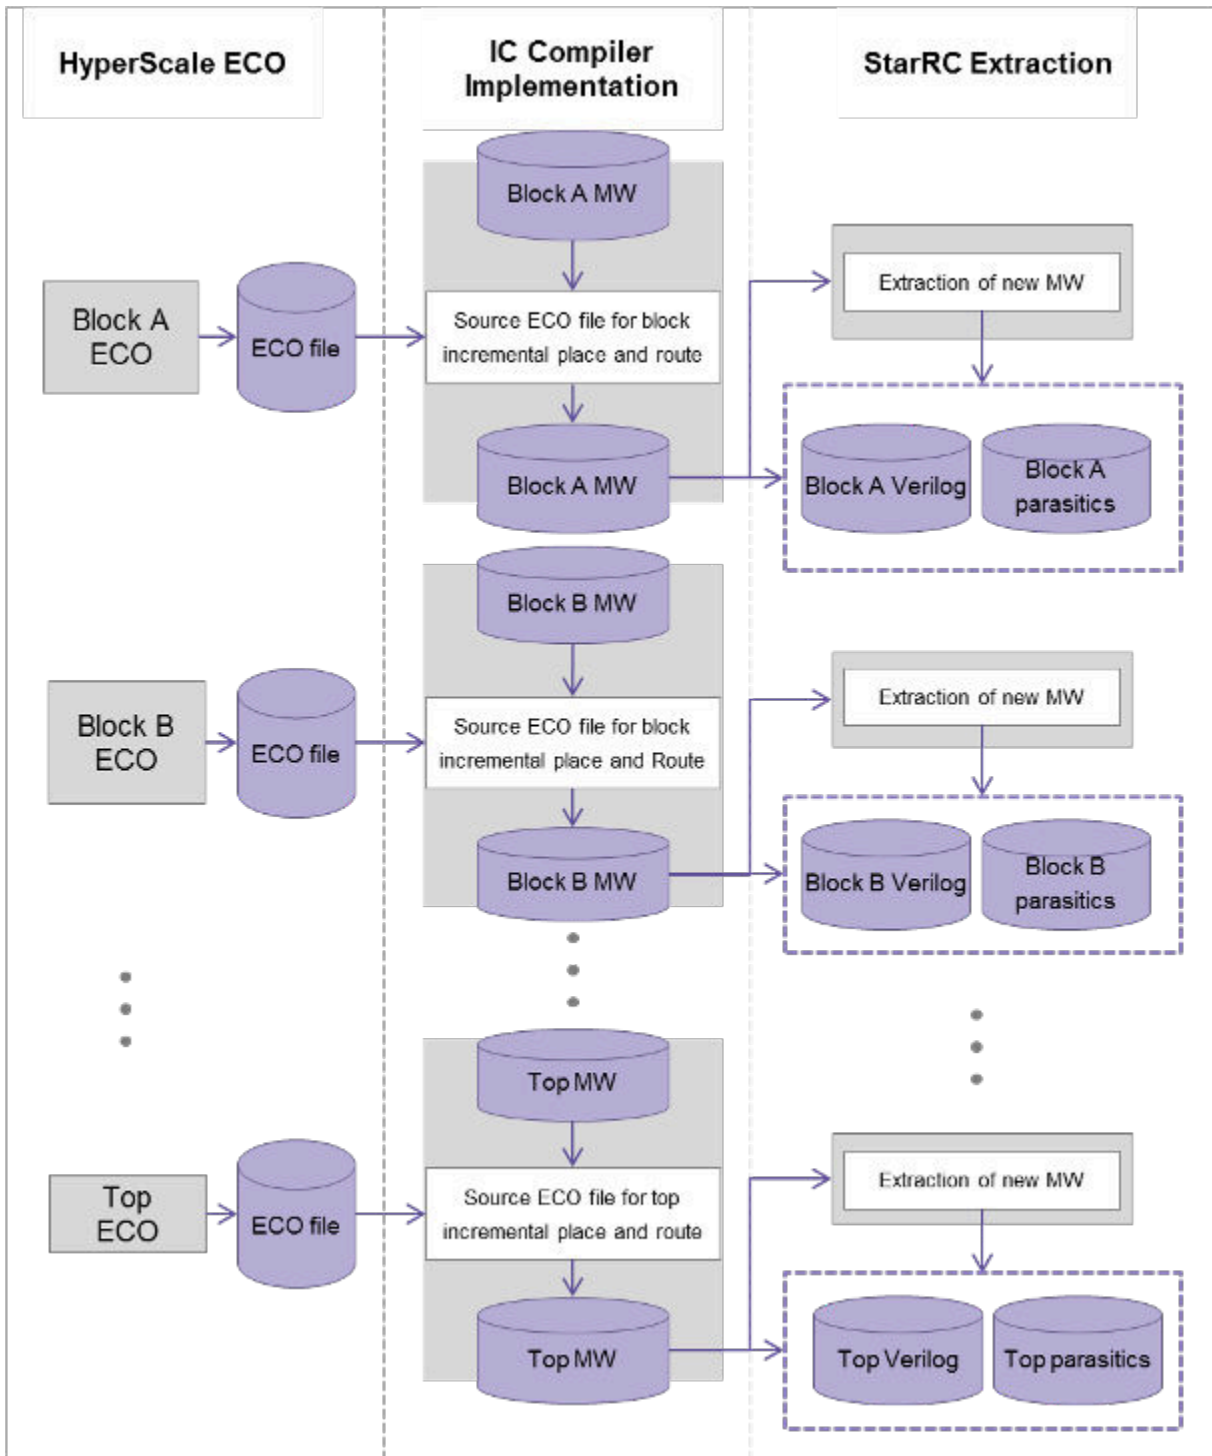 HyperScale ECO
IC Compiler
Implementation
StarRC Extraction
Block A MW
Block A
ECO
ECO file
Source ECO file for block
incremental place and route
Block A MW
Extraction of new MW
Block A Verilog
Block A
parasitics
Block B MW
Block B
ECO
ECO file
Source ECO file for block
incremental place and Route
Block B MW
Extraction of new MW
Block B Verilog
Block B
parasitics
Top MW
Top
ECO
ECO file
Source ECO file for top
incremental place and route
Top MW
Extraction of new MW
Top Verilog
Top parasitics